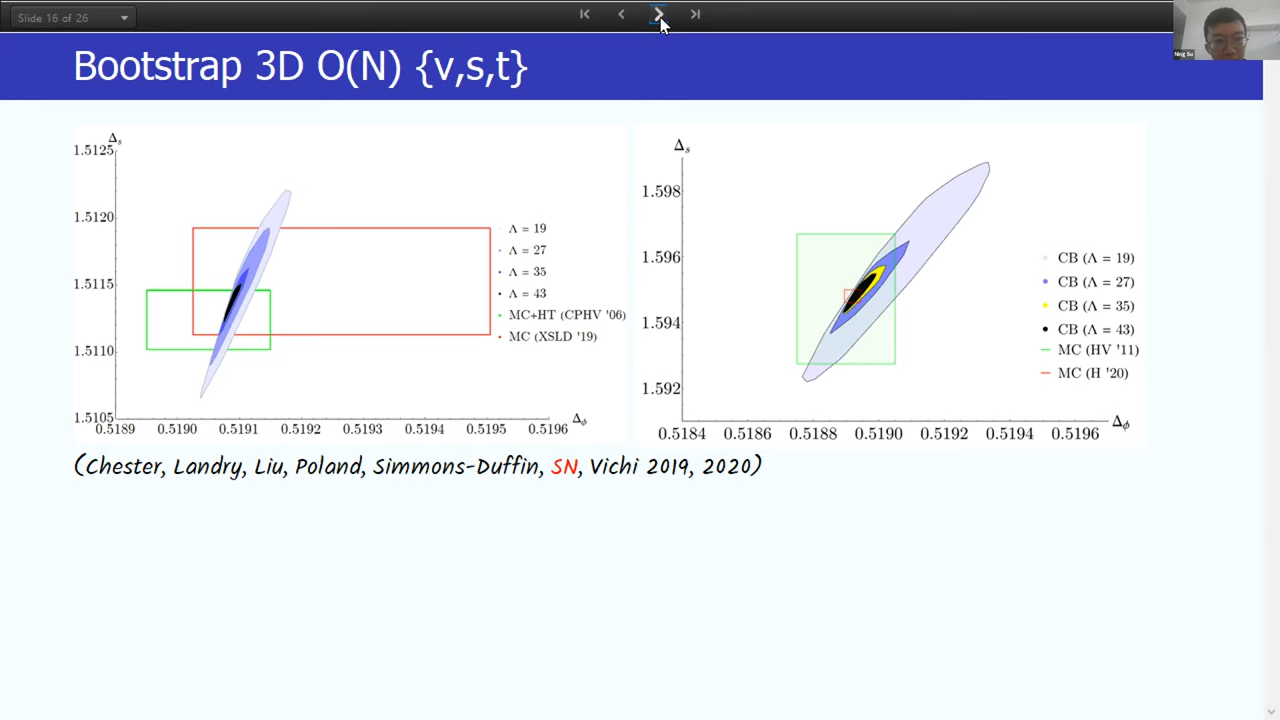 Slide 16 of 26
Ning Su
Bootstrap 3D O(N) {v,s,t}
Δs
1.5125
1.5120
1.5115
1.5110
1.5105
0.5189 0.5190 0.5191 0.5192 0.5193 0.5194 0.5195 0.5196
Δϕ
Λ = 19
Λ = 27
Λ = 35
Λ = 43
MC+HT (CPHV '06)
MC (XSLD '19)
Δs
1.598
1.596
1.594
1.592
0.5184 0.5186 0.5188 0.5190 0.5192 0.5194 0.5196
Δϕ
CB (Λ = 19)
CB (Λ = 27)
CB (Λ = 35)
CB (Λ = 43)
MC (HV '11)
MC (H '20)
(Chester, Landry, Liu, Poland, Simmons-Duffin, SN, Vichi 2019, 2020)